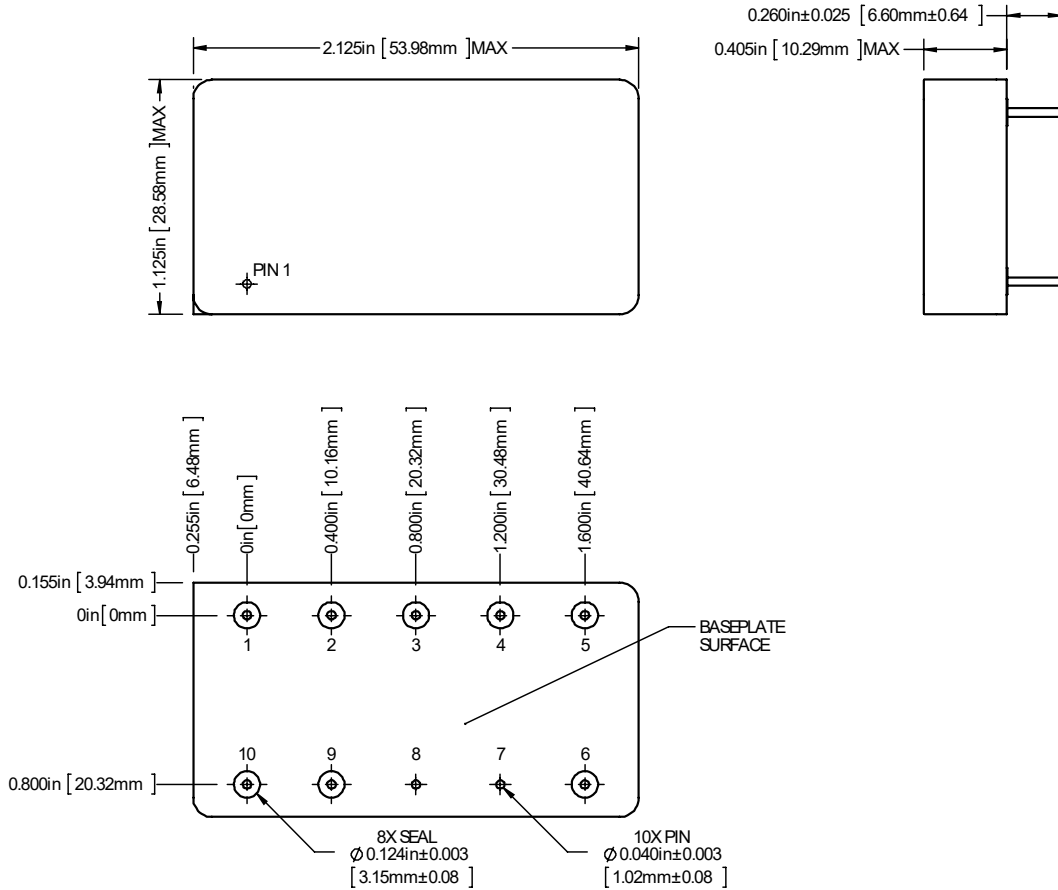 0.260in±0.025 [ 6.60mm±0.64 ]
2.125in [ 53.98mm ]MAX
0.405in [ 10.29mm ]MAX
1.125in [ 28.58mm ]MAX
PIN 1
0.255in [ 6.48mm ]
0in[ 0mm ]
0.400in [ 10.16mm ]
0.800in [ 20.32mm ]
1.200in [ 30.48mm ]
1.600in [ 40.64mm ]
0.155in [ 3.94mm ]
0in[ 0mm ]
1 2 3 4 5
BASEPLATE
SURFACE
10 9 8 7 6
0.800in [ 20.32mm ]
8X SEAL
Ø 0.124in±0.003
[ 3.15mm±0.08 ]
10X PIN
Ø 0.040in±0.003
[ 1.02mm±0.08 ]